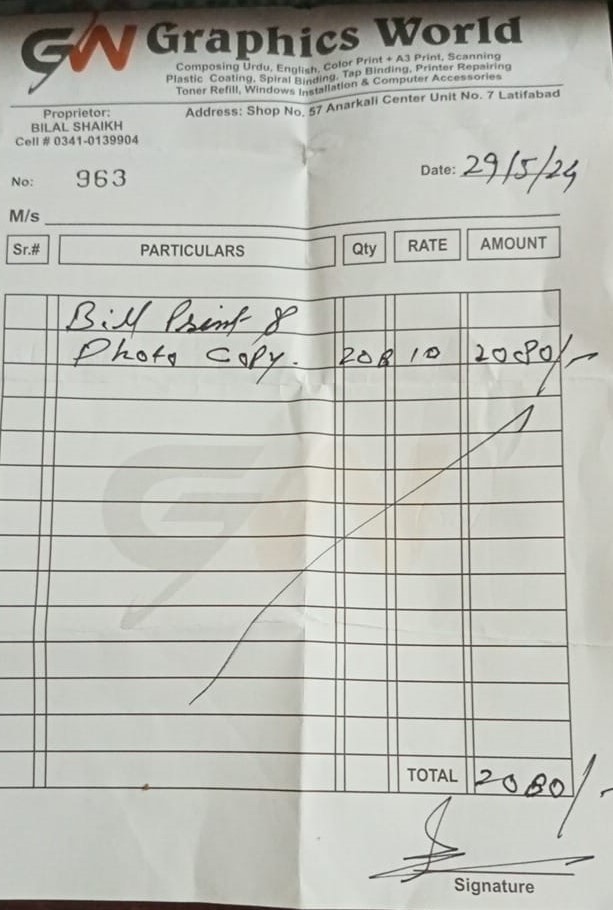 GW Graphics World
Composing Urdu, English, Color Print + A3 Print, Scanning
Plastic Coating, Spiral Binding, Tap Binding, Printer Repairing
Toner Refill, Windows Installation & Computer Accessories
Proprietor:
BILAL SHAIKH
Cell # 0341-0139904
Address: Shop No. 57 Anarkali Center Unit No. 7 Latifabad
No: 963
Date: 29/5/24
M/s
Sr.# PARTICULARS Qty RATE AMOUNT
Bill Print &
Photo Copy. 208 10 2080/-
TOTAL 2080/-
Signature